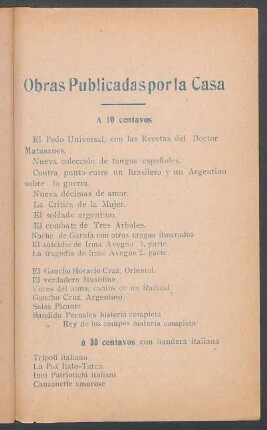 Obras Publicadas por la Casa
A 10 centavos
El Pedo Universal, con las Recetas del Doctor
Matasanos.
Nueva colección de tangos españoles.
Contra punto entre un Brasilero y un Argentino
sobre la guerra.
Nueva décimas de amor.
La Critica de la Mujer.
El soldado argentino.
El combate de Tres Arboles.
Noche de Garufa con otros tangos ilustrados
El suicidio de Irma Avegno 1. parte
La tragedia de Irma Avegno 2. parte.
El Gaucho Horacio Cruz, Oriental.
El verdadero Musolino
Voces del alma, cantos de un Radical
Gaucho Cruz, Argentino.
Salsa Picante.
Bandido Pernales historia completa
Rey de los campos historia completa
á 30 centavos con bandera italiana
Tripoli italiano
La Paz Italo-Turca.
Inni Patriotichi italiani
Canzonette amorose